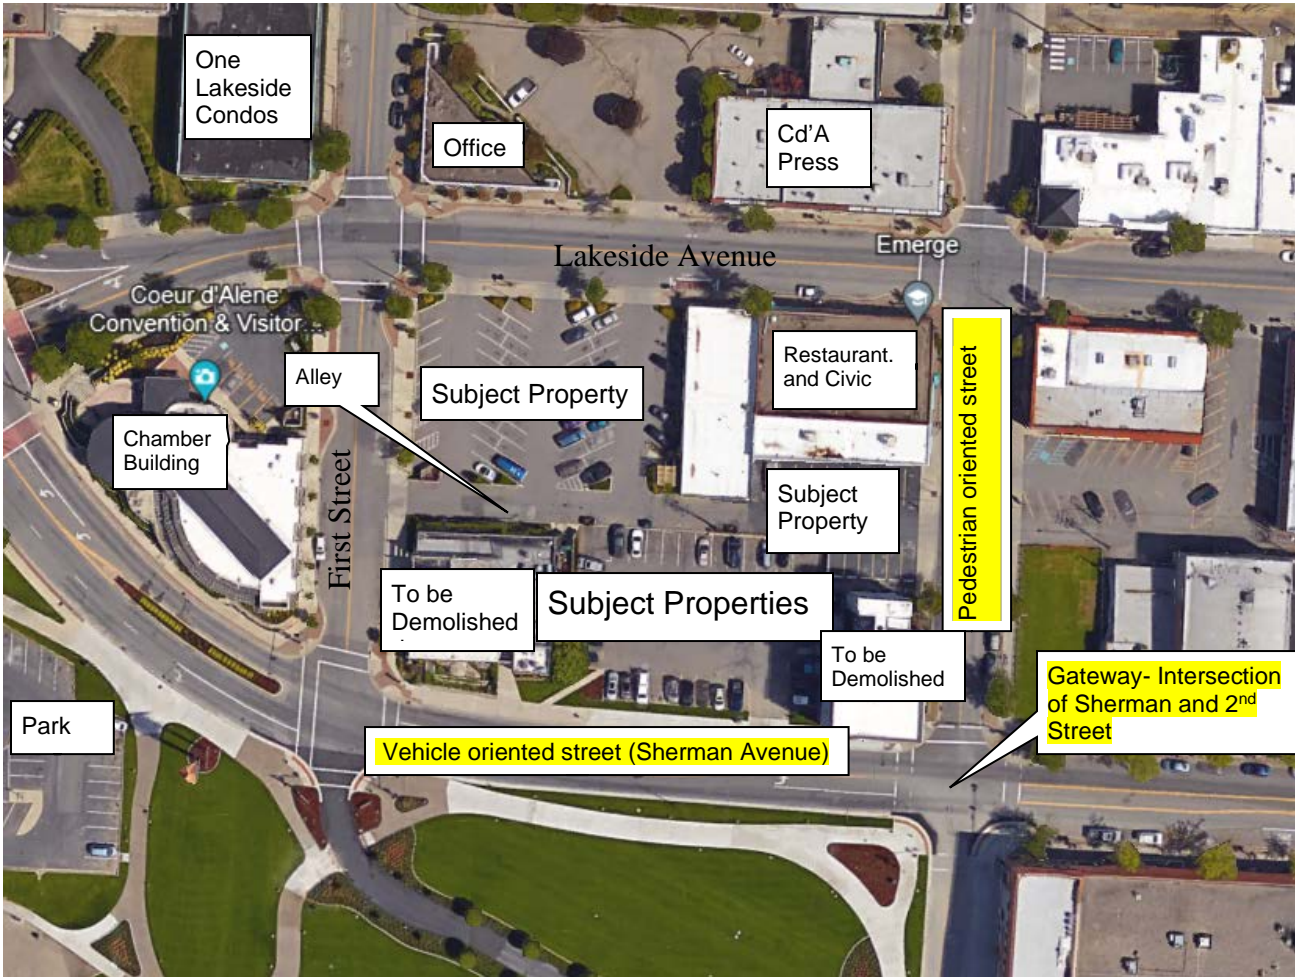 One
Lakeside
Condos
Office
Cd'A
Press
Lakeside Avenue
Emerge
Coeur d'Alene
Convention & Visitor...
Alley
Subject Property
Restaurant.
and Civic
Chamber
Building
First Street
Subject
Property
Pedestrian oriented street
To be
Demolished
Subject Properties
To be
Demolished
Gateway- Intersection
of Sherman and 2nd
Street
Park
Vehicle oriented street (Sherman Avenue)